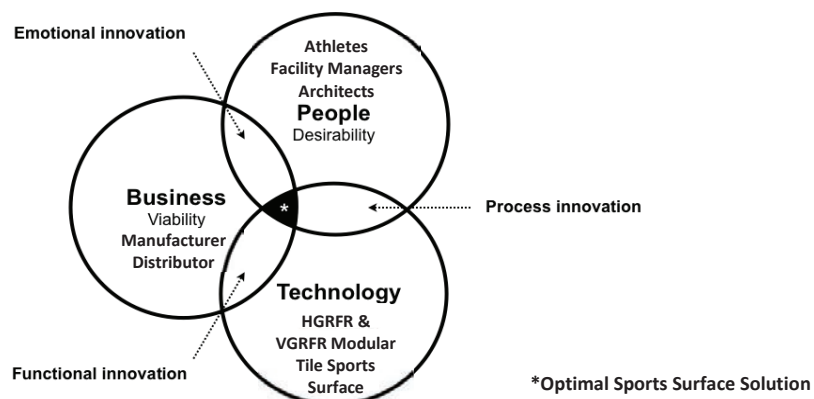 Emotional innovation
Athletes
Facility Managers
Architects
People
Desirability
Business
Viability
Manufacturer
Distributor
*
Process innovation
Technology
HGRFR &
VGRFR Modular
Tile Sports
Surface
Functional innovation
*Optimal Sports Surface Solution